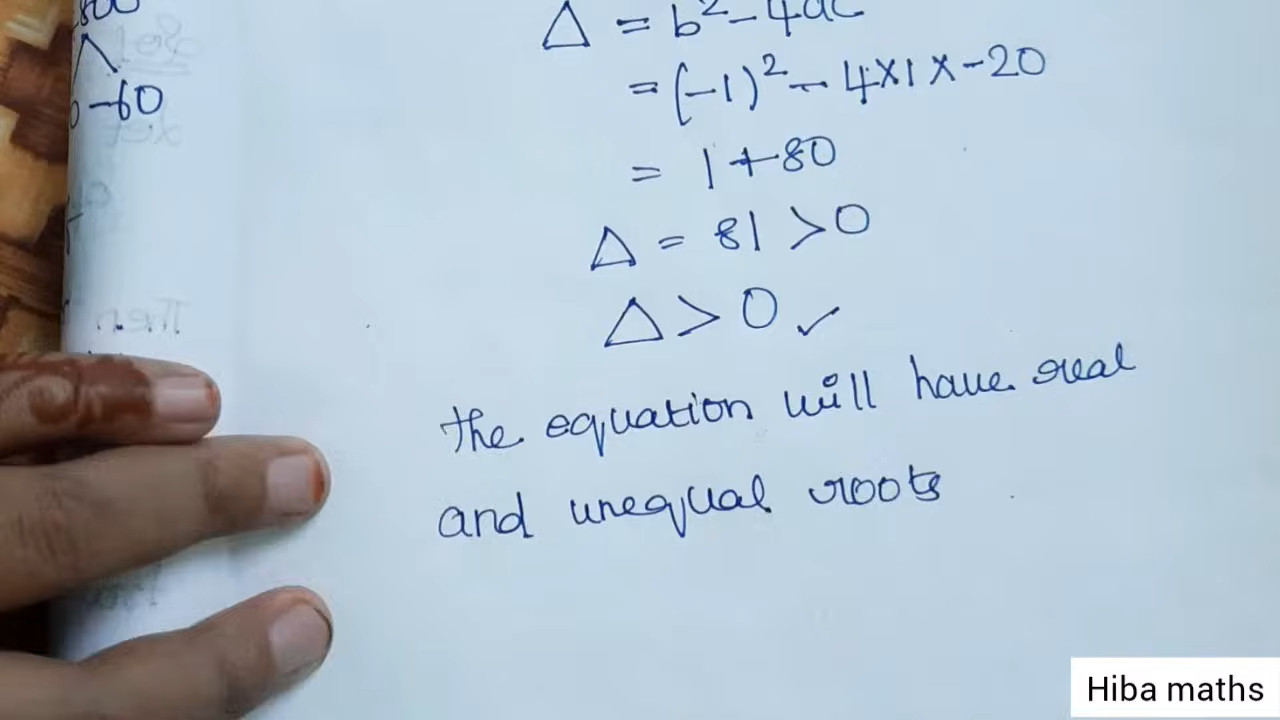 Δ = b² - 4ac
= (-1)² - 4×1×-20
-60
= 1+80
Δ = 81 >0
Δ > 0 ✓
the equation will have real
and unequal roots
Hiba maths